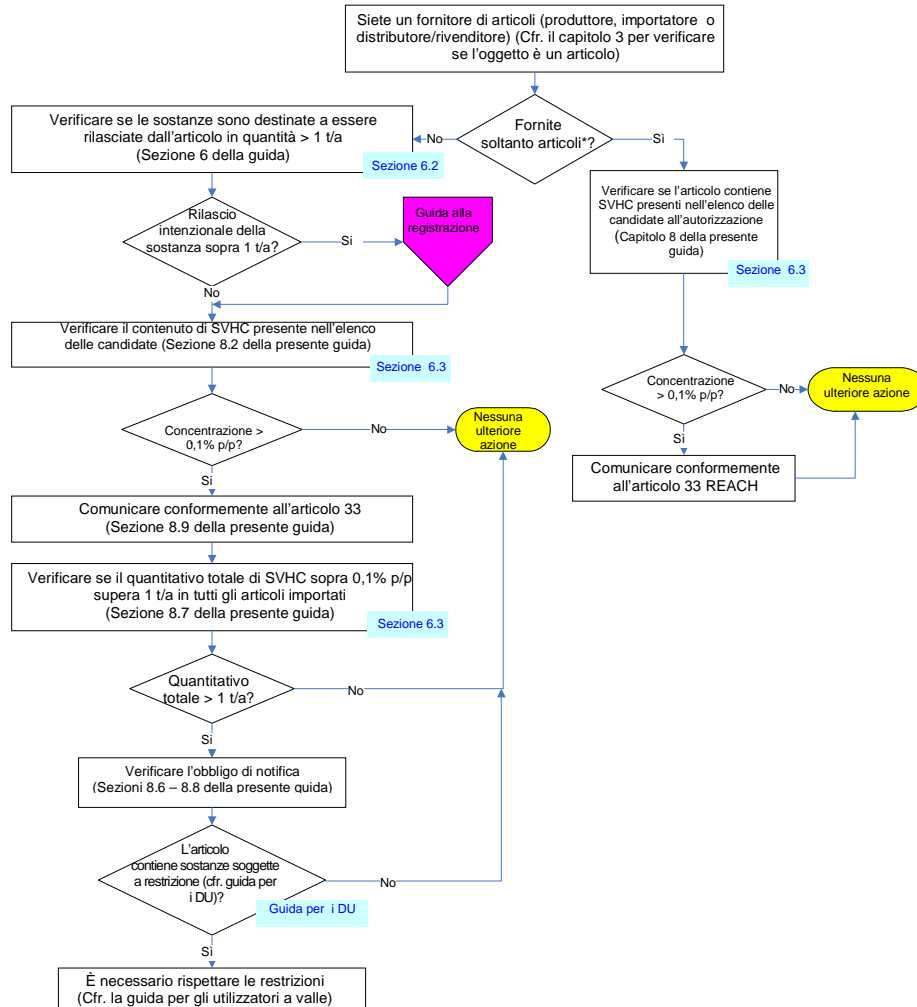 Siete un fornitore di articoli (produttore, importatore o
distributore/rivenditore) (Cfr. il capitolo 3 per verificare
se l'oggetto è un articolo)
Verificare se le sostanze sono destinate a essere
rilasciate dall'articolo in quantità > 1 t/a
(Sezione 6 della guida)
Sezione 6.2
No
Fornite
soltanto articoli*?
Sì
Verificare se l'articolo contiene
SVHC presenti nell'elenco delle
candidate all'autorizzazione
(Capitolo 8 della presente
guida)
Sezione 6.3
Rilascio
intenzionale della
sostanza sopra 1 t/a?
Si
Guida alla
registrazione
No
Verificare il contenuto di SVHC presente nell'elenco
delle candidate (Sezione 8.2 della presente guida)
Sezione 6.3
Concentrazione
> 0,1% p/p?
No
Nessuna
ulteriore azione
Sì
Comunicare conformemente
all'articolo 33 REACH
Concentrazione >
0,1% p/p?
No
Nessuna
ulteriore
azione
Si
Comunicare conformemente all'articolo 33
(Sezione 8.9 della presente guida)
Verificare se il quantitativo totale di SVHC sopra 0,1% p/p
supera 1 t/a in tutti gli articoli importati
(Sezione 8.7 della presente guida)
Sezione 6.3
Quantitativo
totale > 1 t/a?
No
Si
Verificare l'obbligo di notifica
(Sezioni 8.6 – 8.8 della presente guida)
L'articolo
contiene sostanze soggette
a restrizione (cfr. guida per
i DU)?
No
Guida per i DU
Sì
È necessario rispettare le restrizioni
(Cfr. la guida per gli utilizzatori a valle)